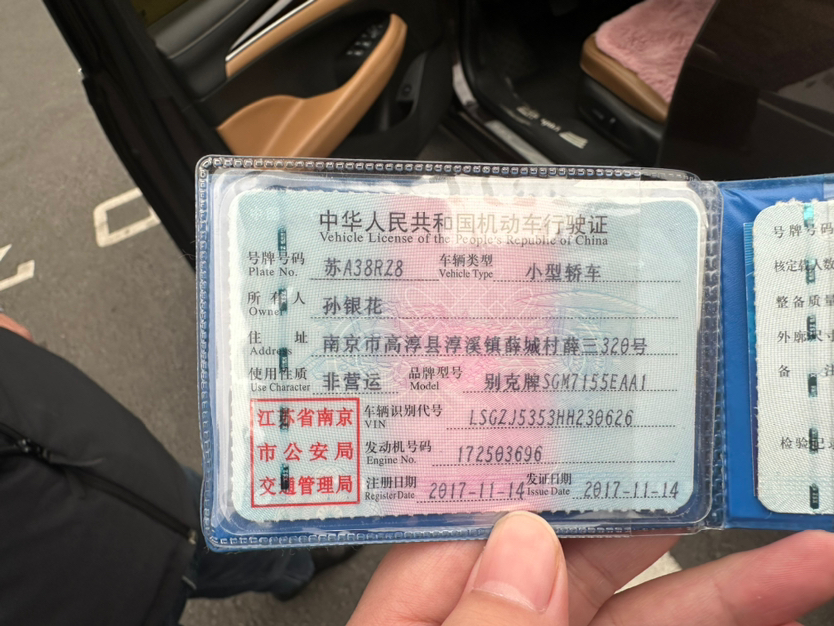 中华人民共和国机动车行驶证
Vehicle License of the People's Republic of China
号牌号码 Plate No. 苏A38RZ8 车辆类型 Vehicle Type 小型轿车
所有人 Owner 孙银花
住址 Address 南京市高淳县淳溪镇薛城村薛三320号
使用性质 Use Character 非营运 品牌型号 Model 别克牌SGM7155EAA1
江苏省南京
市公安局
交通管理局
车辆识别代号 VIN LSGZJ5353HH230626
发动机号码 Engine No. 172503696
注册日期 Register Date 2017-11-14 发证日期 Issue Date 2017-11-14
号牌号码
核定载人数
整备质量
外廓尺寸
备注
检验记录